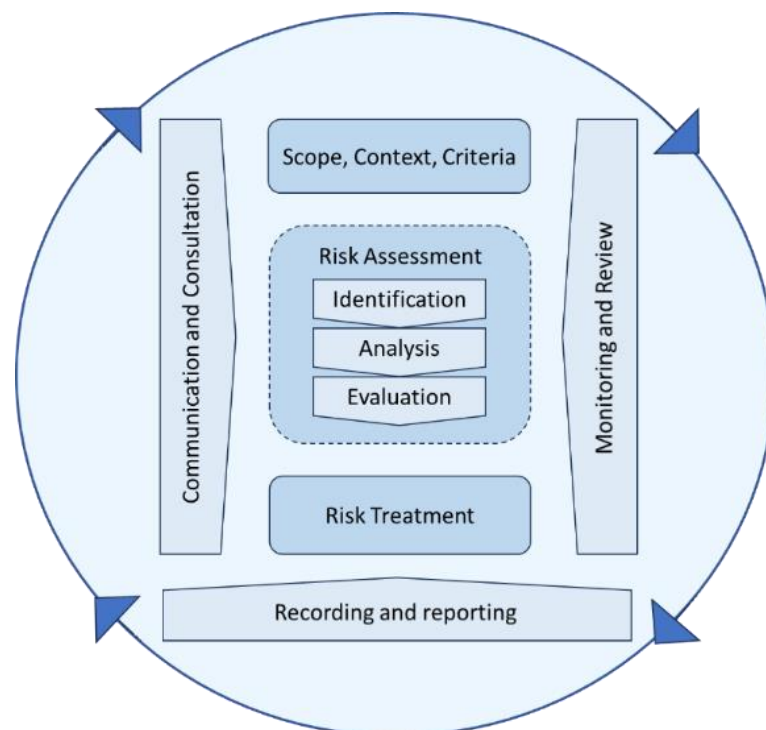 Scope, Context, Criteria
Communication and Consultation
Risk Assessment
Identification
Analysis
Evaluation
Monitoring and Review
Risk Treatment
Recording and reporting